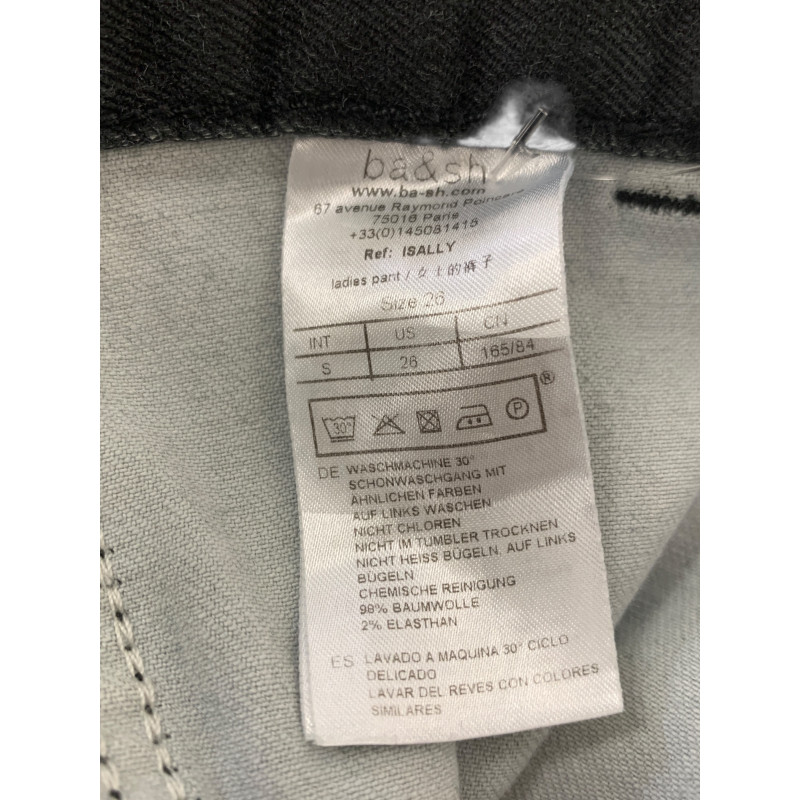 ba&sh
www.ba-sh.com
67 avenue Raymond Poincaré
75016 Paris
+33(0)145081415
Ref: ISALLY
ladies pant / 女士的裤子
Size 26
INT US CN
S 26 165/84
30°
P
®
DE WASCHMACHINE 30°
SCHONWASCHGANG MIT
ÄHNLICHEN FARBEN
AUF LINKS WASCHEN
NICHT CHLOREN
NICHT IM TUMBLER TROCKNEN
NICHT HEISS BÜGELN, AUF LINKS
BÜGELN
CHEMISCHE REINIGUNG
98% BAUMWOLLE
2% ELASTHAN
ES LAVADO A MAQUINA 30° CICLO
DELICADO
LAVAR DEL REVES CON COLORES
SIMILARES